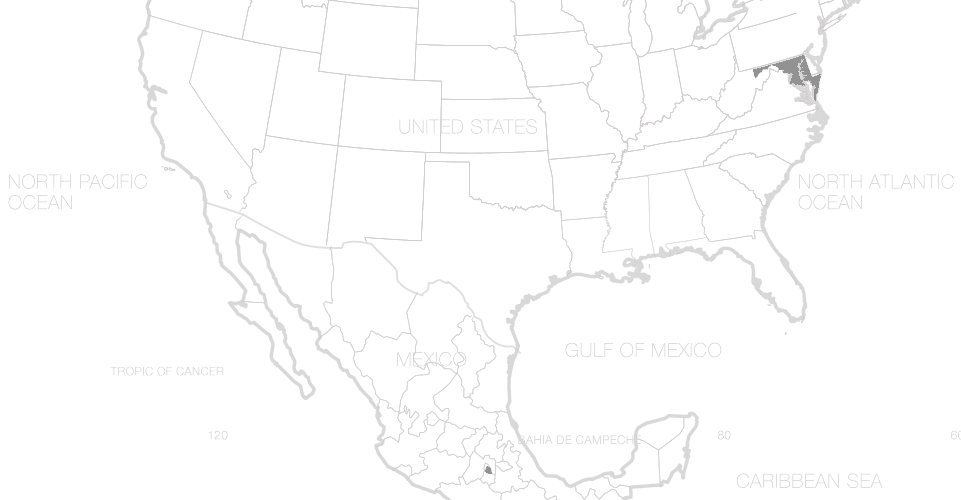 UNITED STATES
NORTH PACIFIC
OCEAN
NORTH ATLANTIC
OCEAN
GULF OF MEXICO
MEXICO
TROPIC OF CANCER
120
BAHIA DE CAMPECHE
80
60
CARIBBEAN SEA